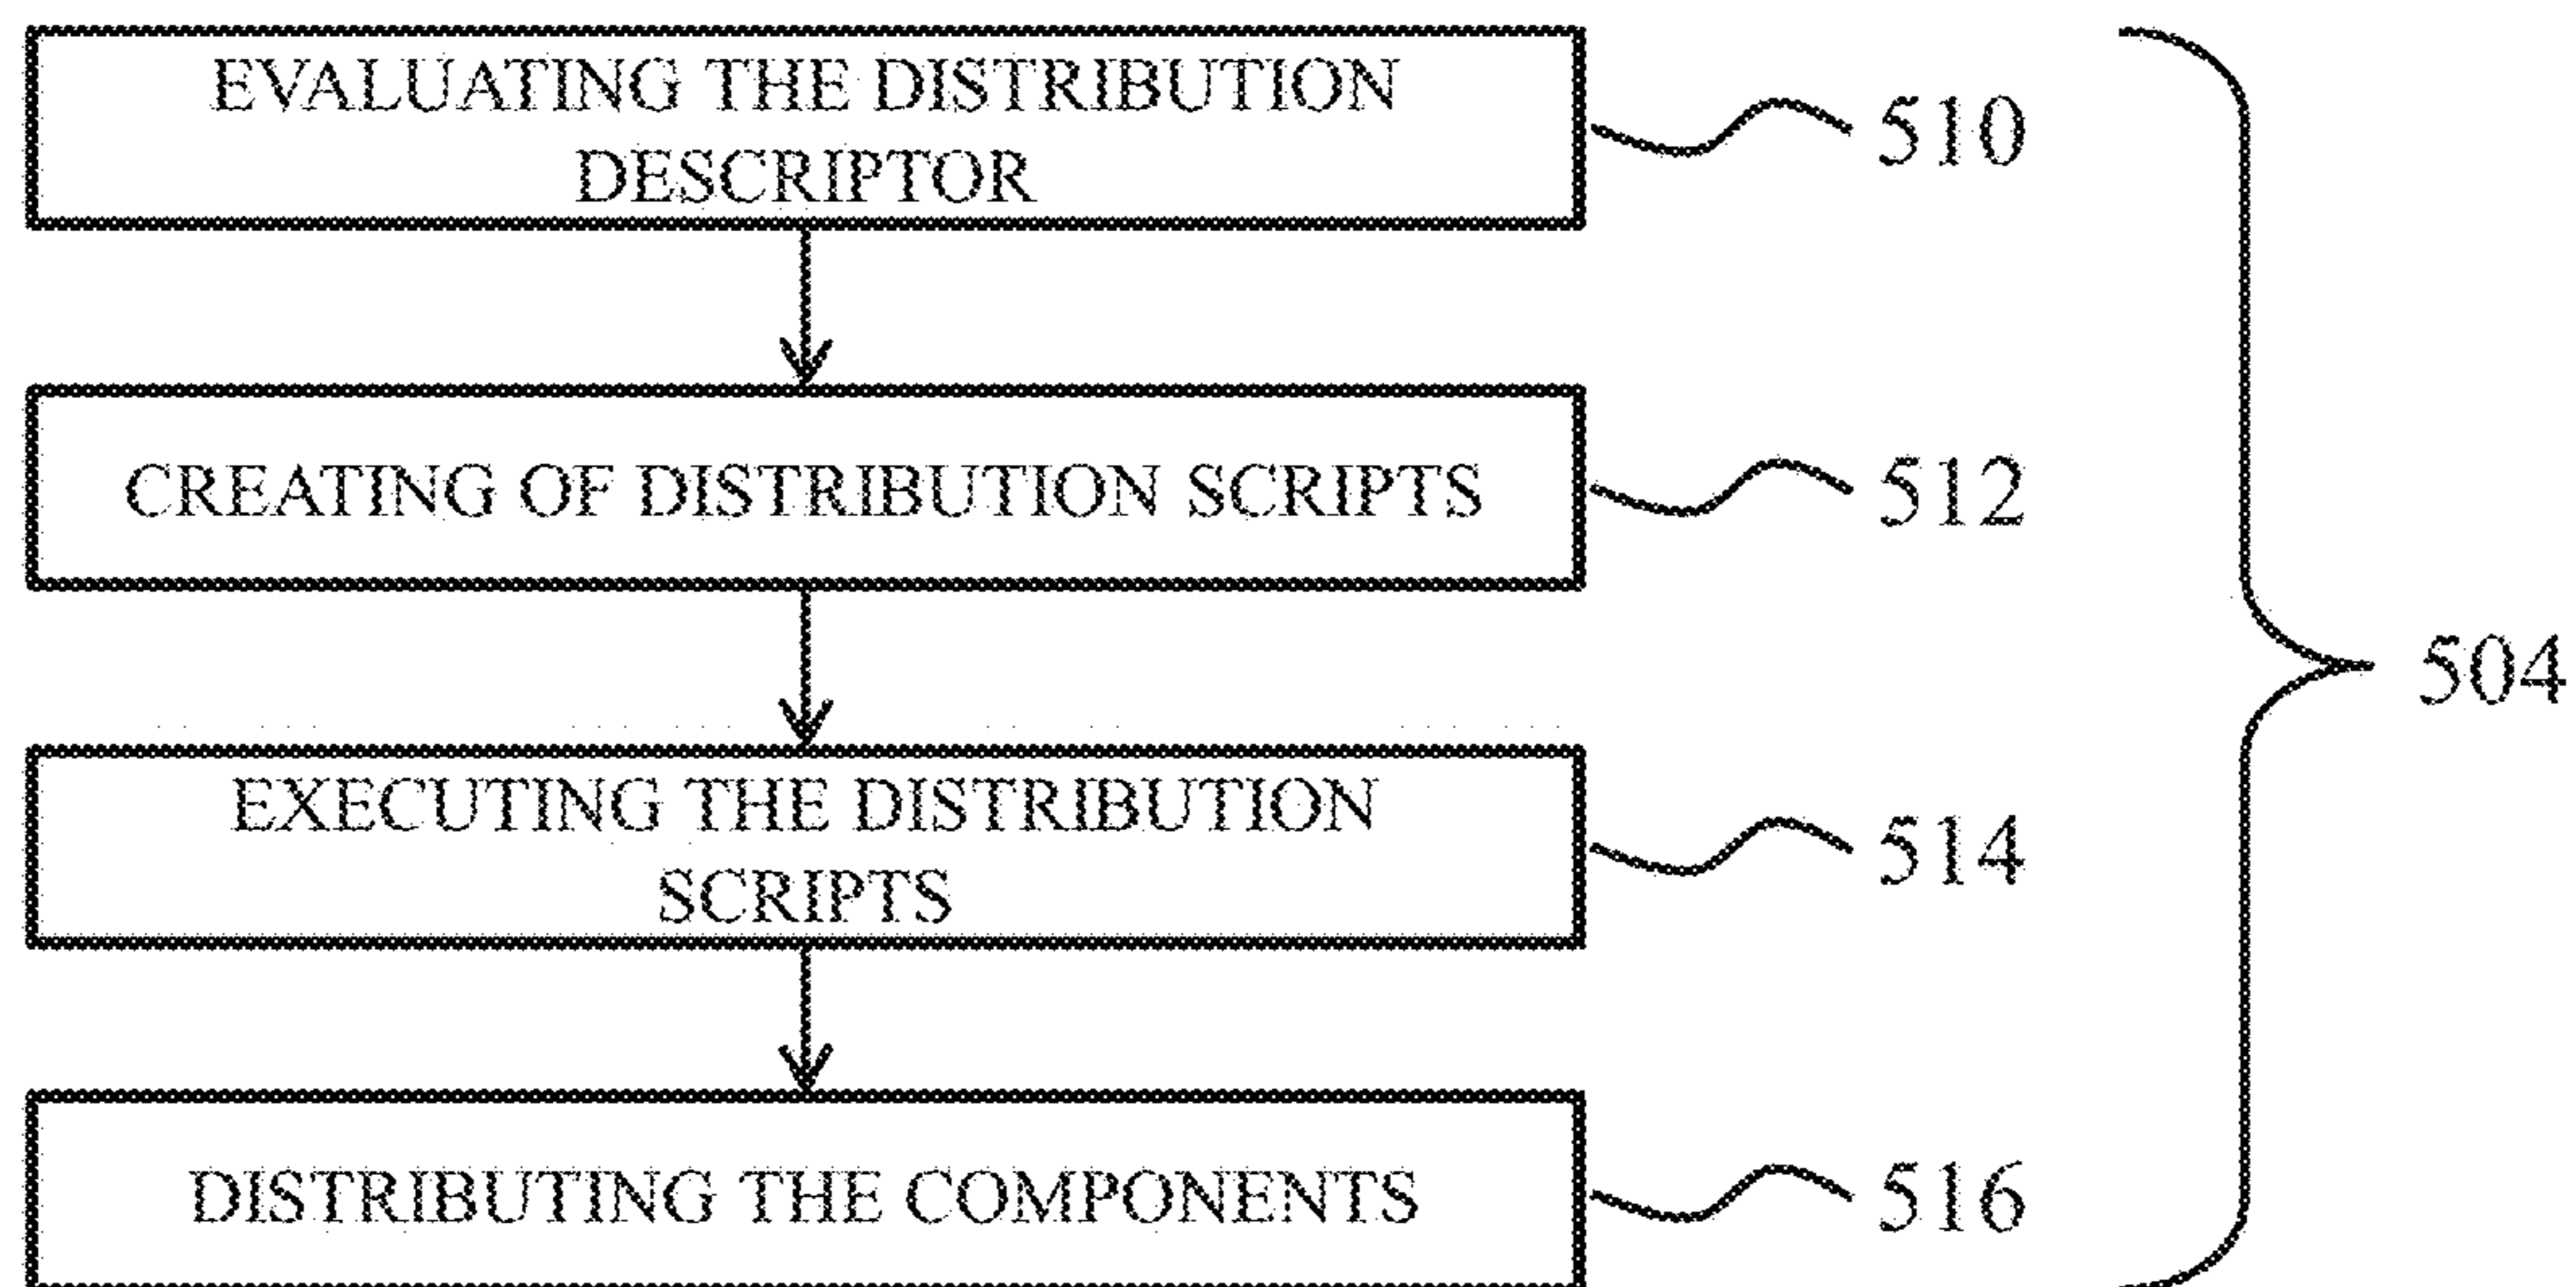 EVALUATING THE DISTRIBUTION
DESCRIPTOR
510
CREATING OF DISTRIBUTION SCRIPTS
512
504
EXECUTING THE DISTRIBUTION
SCRIPTS
514
DISTRIBUTING THE COMPONENTS
516